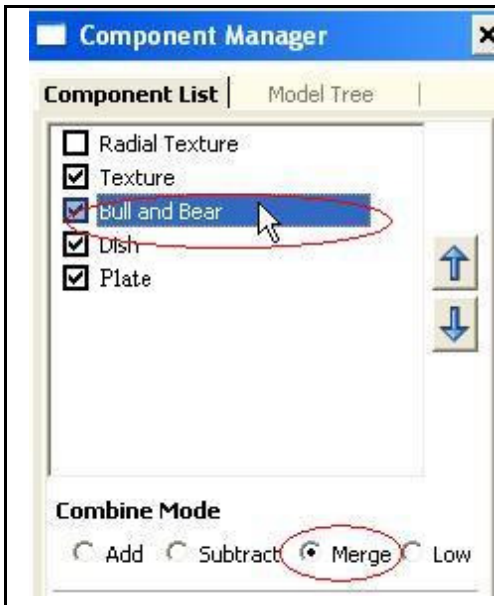 Component Manager
Component List Model Tree
Radial Texture
Texture
Bull and Bear
Dish
Plate
Combine Mode
Add Subtract Merge Low